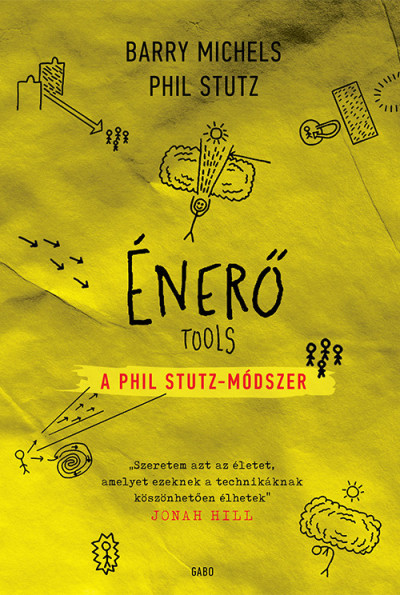 BARRY MICHELS
PHIL STUTZ
ÉNERŐ
TOOLS
A PHIL STUTZ-MÓDSZER
„Szeretem azt az életet,
amelyet ezeknek a technikáknak
köszönhetően élhetek”
JONAH HILL
GABO